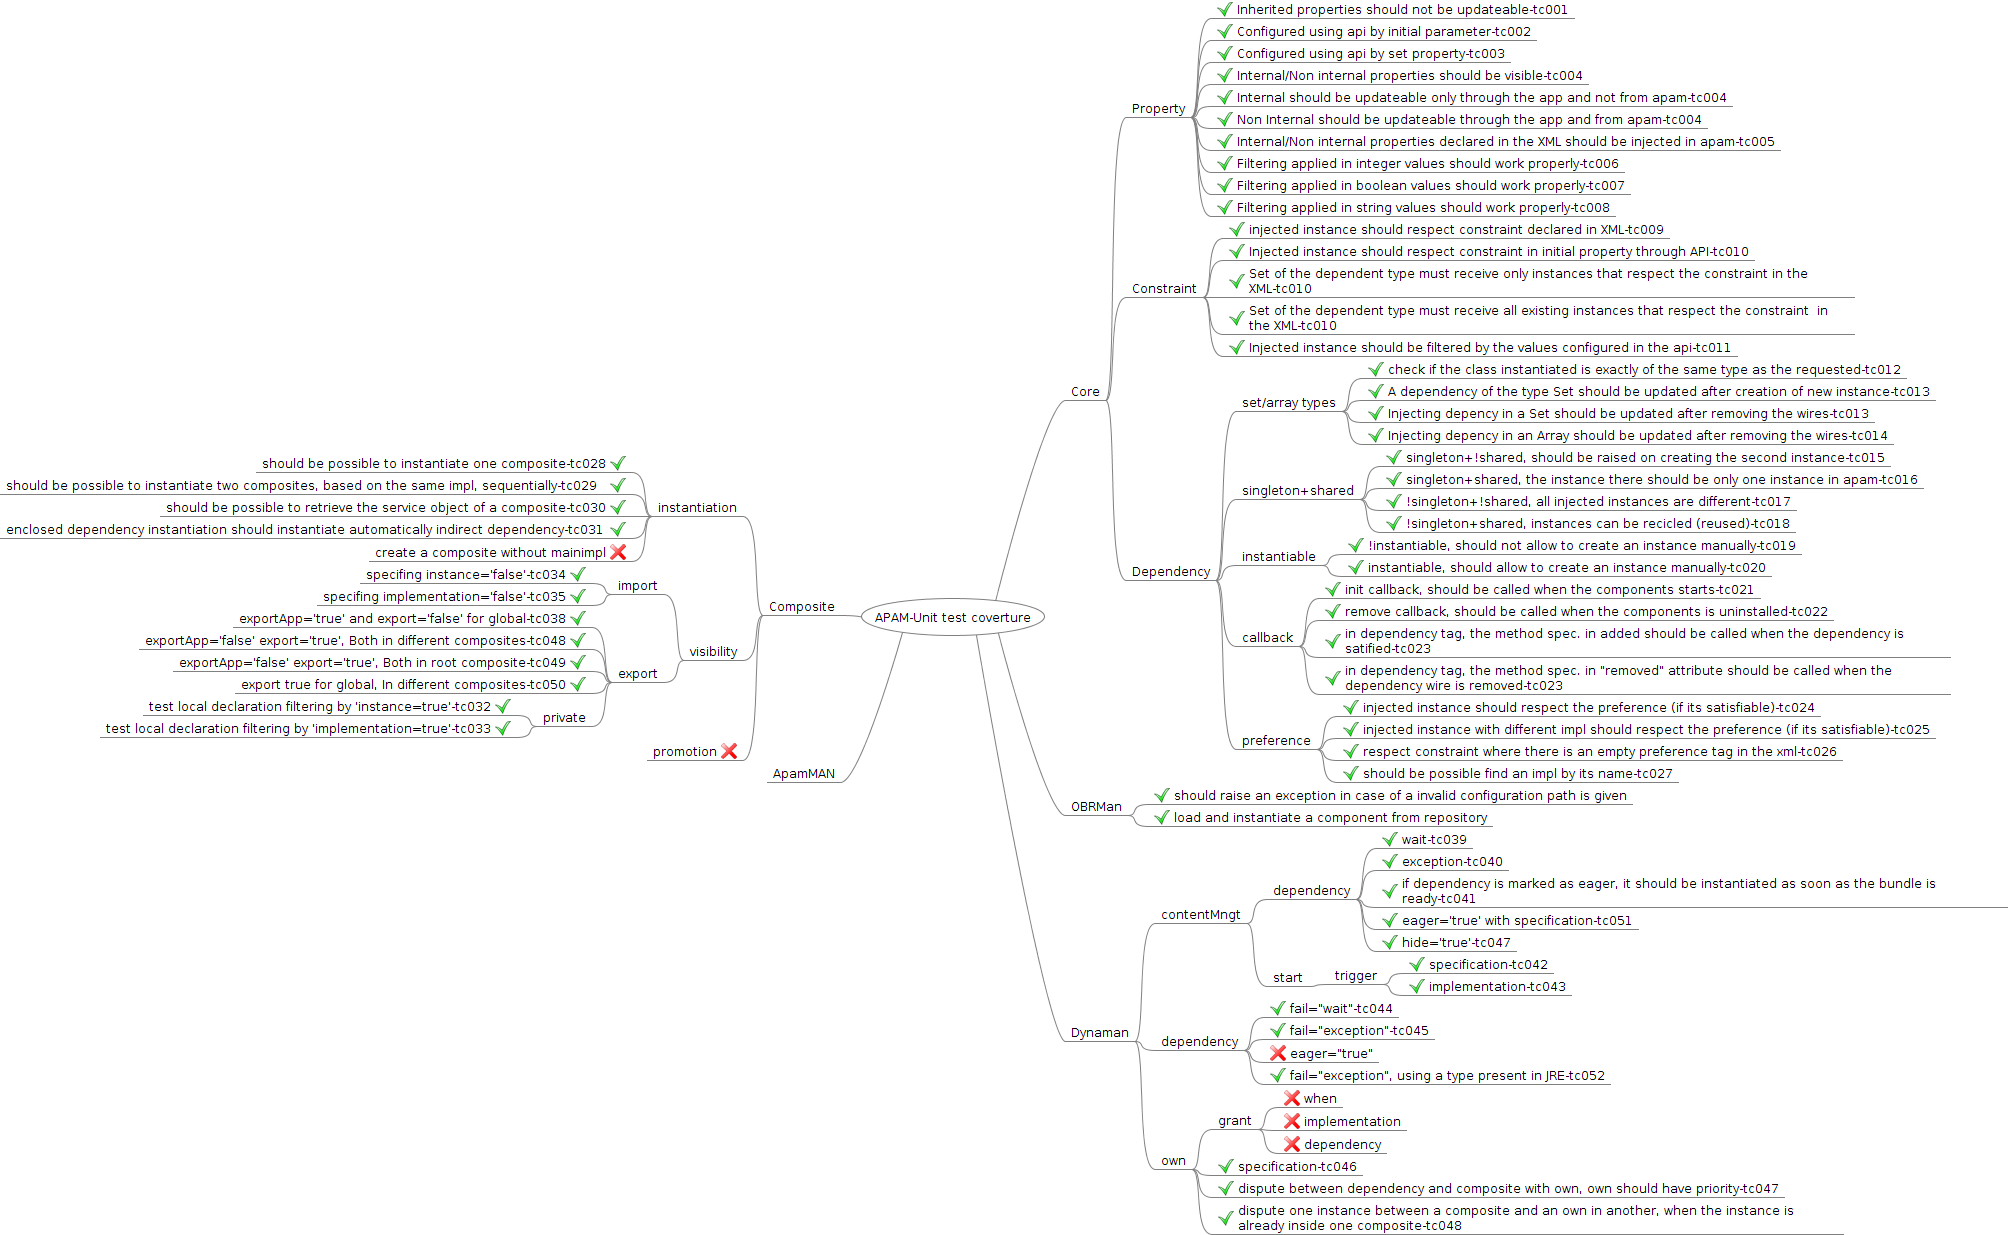 APAM-Unit test coverture
Core
Property
Inherited properties should not be updateable-tc001
Configured using api by initial parameter-tc002
Configured using api by set property-tc003
Internal/Non internal properties should be visible-tc004
Internal should be updateable only through the app and not from apam-tc004
Non Internal should be updateable through the app and from apam-tc004
Internal/Non internal properties declared in the XML should be injected in apam-tc005
Filtering applied in integer values should work properly-tc006
Filtering applied in boolean values should work properly-tc007
Filtering applied in string values should work properly-tc008
Constraint
injected instance should respect constraint declared in XML-tc009
Injected instance should respect constraint in initial property through API-tc010
Set of the dependent type must receive only instances that respect the constraint in the
XML-tc010
Set of the dependent type must receive all existing instances that respect the constraint  in
the XML-tc010
Injected instance should be filtered by the values configured in the api-tc011
Dependency
set/array types
check if the class instantiated is exactly of the same type as the requested-tc012
A dependency of the type Set should be updated after creation of new instance-tc013
Injecting depency in a Set should be updated after removing the wires-tc013
Injecting depency in an Array should be updated after removing the wires-tc014
singleton+shared
singleton+!shared, should be raised on creating the second instance-tc015
singleton+shared, the instance there should be only one instance in apam-tc016
!singleton+!shared, all injected instances are different-tc017
!singleton+shared, instances can be recicled (reused)-tc018
instantiable
!instantiable, should not allow to create an instance manually-tc019
instantiable, should allow to create an instance manually-tc020
callback
init callback, should be called when the components starts-tc021
remove callback, should be called when the components is uninstalled-tc022
in dependency tag, the method spec. in added should be called when the dependency is
satified-tc023
in dependency tag, the method spec. in "removed" attribute should be called when the
dependency wire is removed-tc023
preference
injected instance should respect the preference (if its satisfiable)-tc024
injected instance with different impl should respect the preference (if its satisfiable)-tc025
respect constraint where there is an empty preference tag in the xml-tc026
should be possible find an impl by its name-tc027
OBRMan
should raise an exception in case of a invalid configuration path is given
load and instantiate a component from repository
Dynaman
contentMngt
dependency
wait-tc039
exception-tc040
if dependency is marked as eager, it should be instantiated as soon as the bundle is
ready-tc041
eager='true' with specification-tc051
hide='true'-tc047
start
trigger
specification-tc042
implementation-tc043
dependency
fail="wait"-tc044
fail="exception"-tc045
eager="true"
fail="exception", using a type present in JRE-tc052
own
grant
when
implementation
dependency
specification-tc046
dispute between dependency and composite with own, own should have priority-tc047
dispute one instance between a composite and an own in another, when the instance is
already inside one composite-tc048
Composite
instantiation
should be possible to instantiate one composite-tc028
should be possible to instantiate two composites, based on the same impl, sequentially-tc029
should be possible to retrieve the service object of a composite-tc030
enclosed dependency instantiation should instantiate automatically indirect dependency-tc031
create a composite without mainimpl
visibility
import
specifing instance='false'-tc034
specifing implementation='false'-tc035
export
exportApp='true' and export='false' for global-tc038
exportApp='false' export='true', Both in different composites-tc048
exportApp='false' export='true', Both in root composite-tc049
export true for global, In different composites-tc050
private
test local declaration filtering by 'instance=true'-tc032
test local declaration filtering by 'implementation=true'-tc033
promotion
ApamMAN